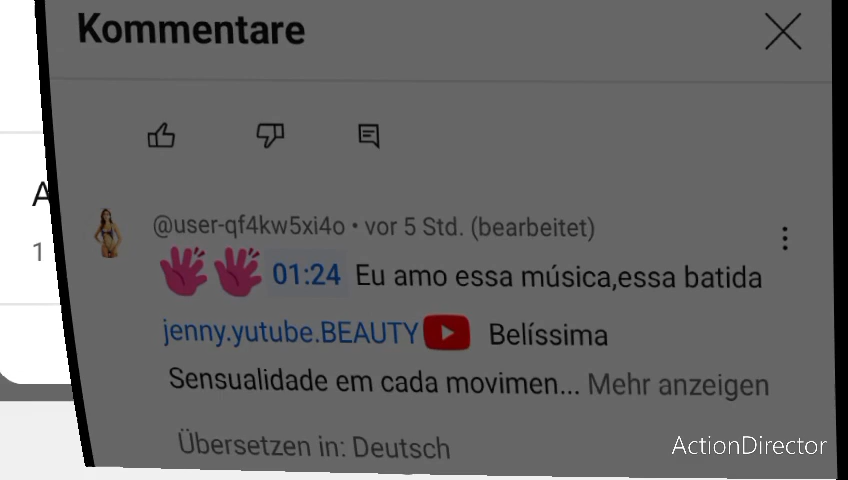 Kommentare
A
1
@user-qf4kw5xi4o • vor 5 Std. (bearbeitet)
01:24 Eu amo essa música,essa batida
jenny.yutube.BEAUTY Belíssima
Sensualidade em cada movimen... Mehr anzeigen
Übersetzen in: Deutsch
ActionDirector